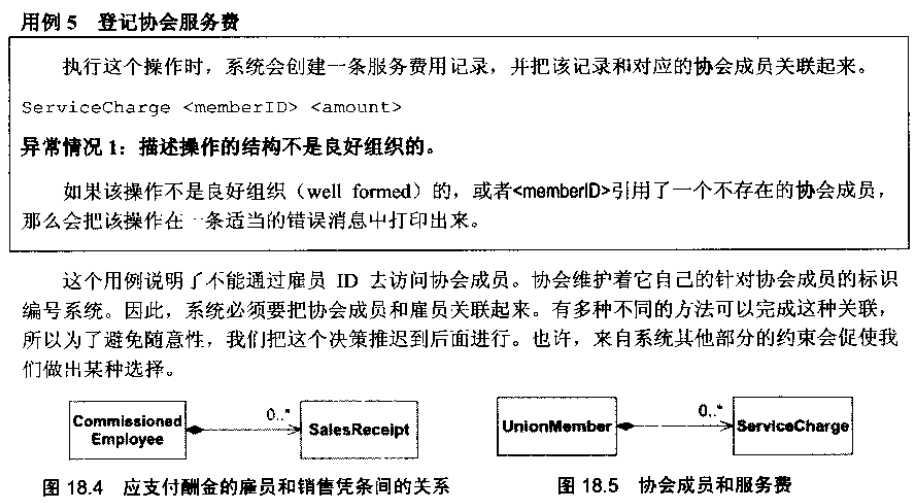 用例 5 登记协会服务费
执行这个操作时，系统会创建一条服务费用记录，并把该记录和对应的协会成员关联起来。
ServiceCharge <memberID> <amount>
异常情况 1：描述操作的结构不是良好组织的。
如果该操作不是良好组织（well formed）的，或者<memberID>引用了一个不存在的协会成员，
那么会把该操作在一条适当的错误消息中打印出来。
这个用例说明了不能通过雇员 ID 去访问协会成员。协会维护着它自己的针对协会成员的标识
编号系统。因此，系统必须要把协会成员和雇员关联起来。有多种不同的方法可以完成这种关联，
所以为了避免随意性，我们把这个决策推迟到后面进行。也许，来自系统其他部分的约束会促使我
们做出某种选择。
Commissioned
Employee
0..*
SalesReceipt
UnionMember
0..*
ServiceCharge
图 18.4 应支付酬金的雇员和销售凭条间的关系
图 18.5 协会成员和服务费